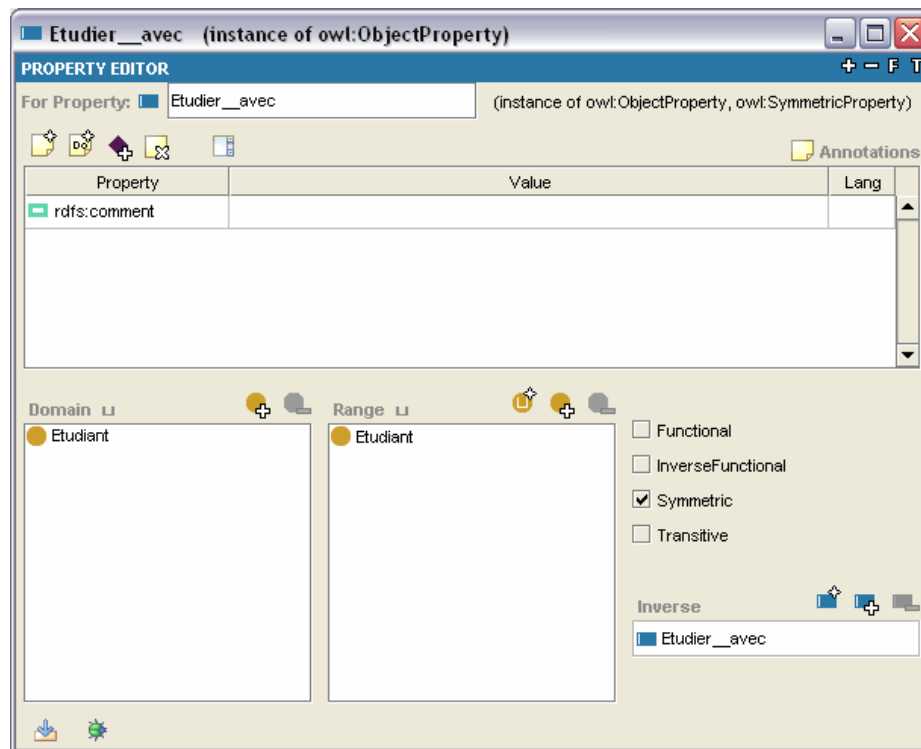 Etudier__avec (instance of owl:ObjectProperty)
PROPERTY EDITOR F T
For Property: Etudier__avec (instance of owl:ObjectProperty, owl:SymmetricProperty)
Annotations
Property Value Lang
rdfs:comment
Domain ⊔ Range ⊔
Etudiant Etudiant
Functional
InverseFunctional
Symmetric
Transitive
Inverse
Etudier__avec